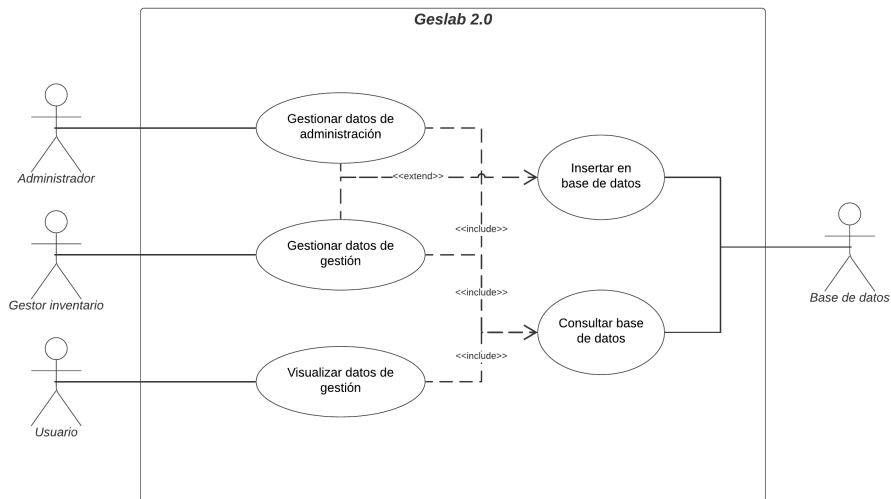 Geslab 2.0
Gestionar datos de
administración
Administrador
<<extend>>
Insertar en
base de datos
<<include>>
Gestionar datos de
gestión
Gestor inventario
<<include>>
Base de datos
Consultar base
de datos
<<include>>
Visualizar datos de
gestión
Usuario